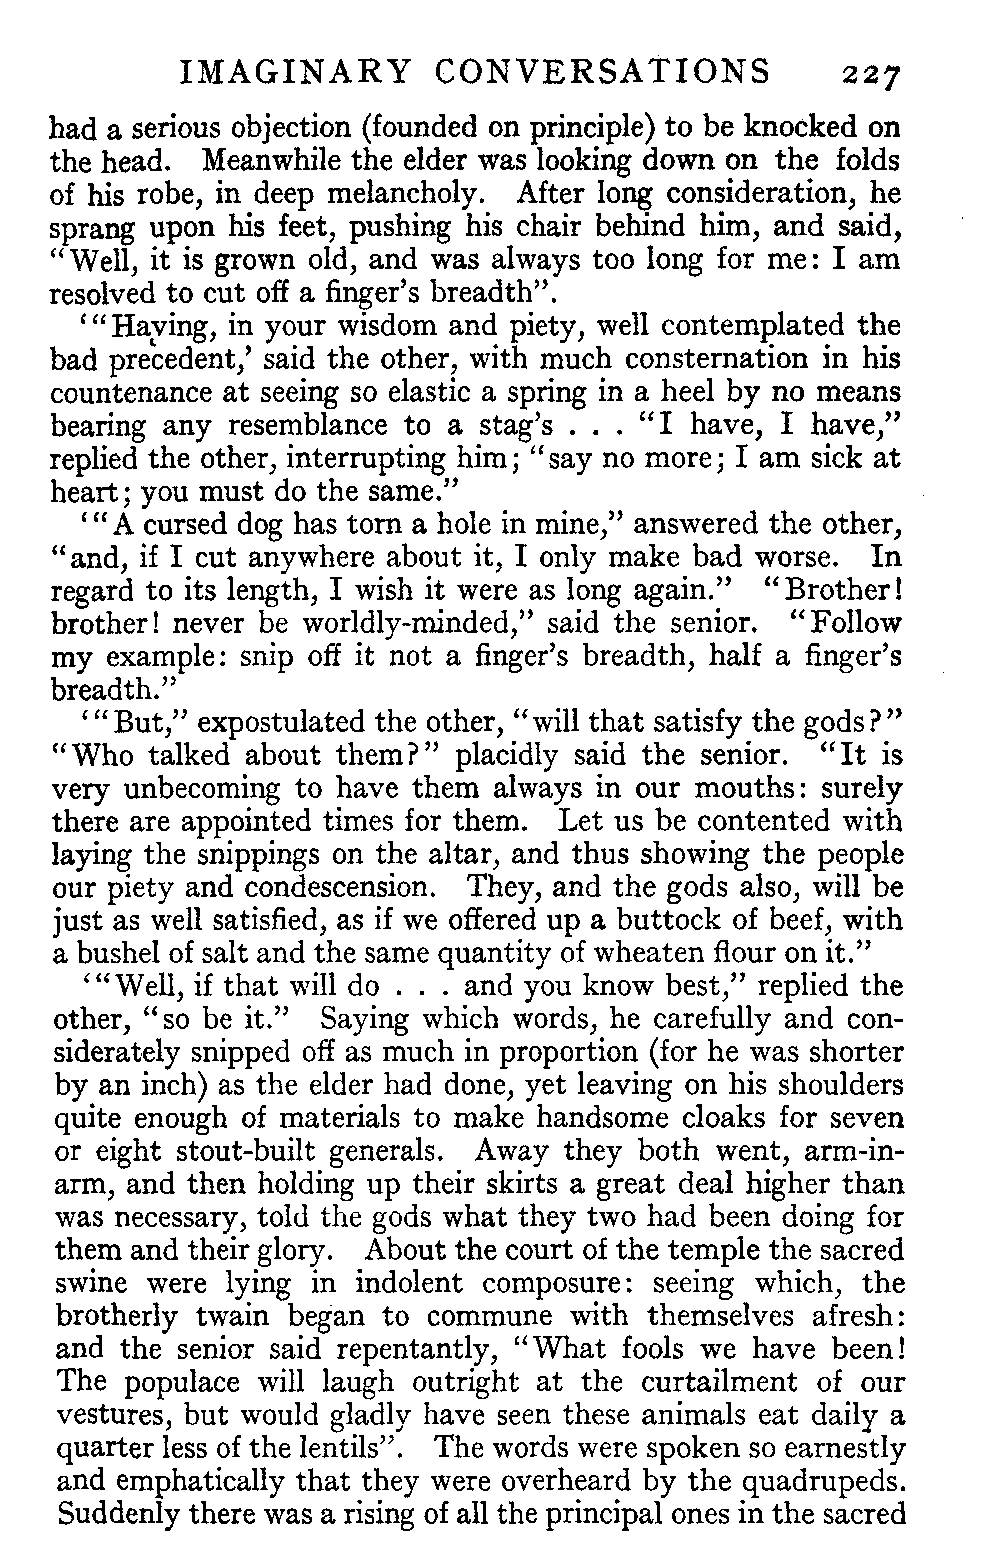 IMAGINARY CONVERSATIONS 227
had a serious objection (founded on principle) to be knocked on
the head. Meanwhile the elder was looking down on the folds
of his robe, in deep melancholy. After long consideration, he
sprang upon his feet, pushing his chair behind him, and said,
“Well, it is grown old, and was always too long for me: I am
resolved to cut off a finger’s breadth”.
‘“Having, in your wisdom and piety, well contemplated the
bad precedent,’ said the other, with much consternation in his
countenance at seeing so elastic a spring in a heel by no means
bearing any resemblance to a stag’s . . . “I have, I have,”
replied the other, interrupting him; “say no more; I am sick at
heart; you must do the same.”
‘“A cursed dog has torn a hole in mine,” answered the other,
“and, if I cut anywhere about it, I only make bad worse. In
regard to its length, I wish it were as long again.” “Brother!
brother! never be worldly-minded,” said the senior. “Follow
my example: snip off it not a finger’s breadth, half a finger’s
breadth.”
‘“But,” expostulated the other, “will that satisfy the gods?”
“Who talked about them?” placidly said the senior. “It is
very unbecoming to have them always in our mouths: surely
there are appointed times for them. Let us be contented with
laying the snippings on the altar, and thus showing the people
our piety and condescension. They, and the gods also, will be
just as well satisfied, as if we offered up a buttock of beef, with
a bushel of salt and the same quantity of wheaten flour on it.”
‘“Well, if that will do . . . and you know best,” replied the
other, “so be it.” Saying which words, he carefully and con-
siderately snipped off as much in proportion (for he was shorter
by an inch) as the elder had done, yet leaving on his shoulders
quite enough of materials to make handsome cloaks for seven
or eight stout-built generals. Away they both went, arm-in-
arm, and then holding up their skirts a great deal higher than
was necessary, told the gods what they two had been doing for
them and their glory. About the court of the temple the sacred
swine were lying in indolent composure: seeing which, the
brotherly twain began to commune with themselves afresh:
and the senior said repentantly, “What fools we have been!
The populace will laugh outright at the curtailment of our
vestures, but would gladly have seen these animals eat daily a
quarter less of the lentils”. The words were spoken so earnestly
and emphatically that they were overheard by the quadrupeds.
Suddenly there was a rising of all the principal ones in the sacred